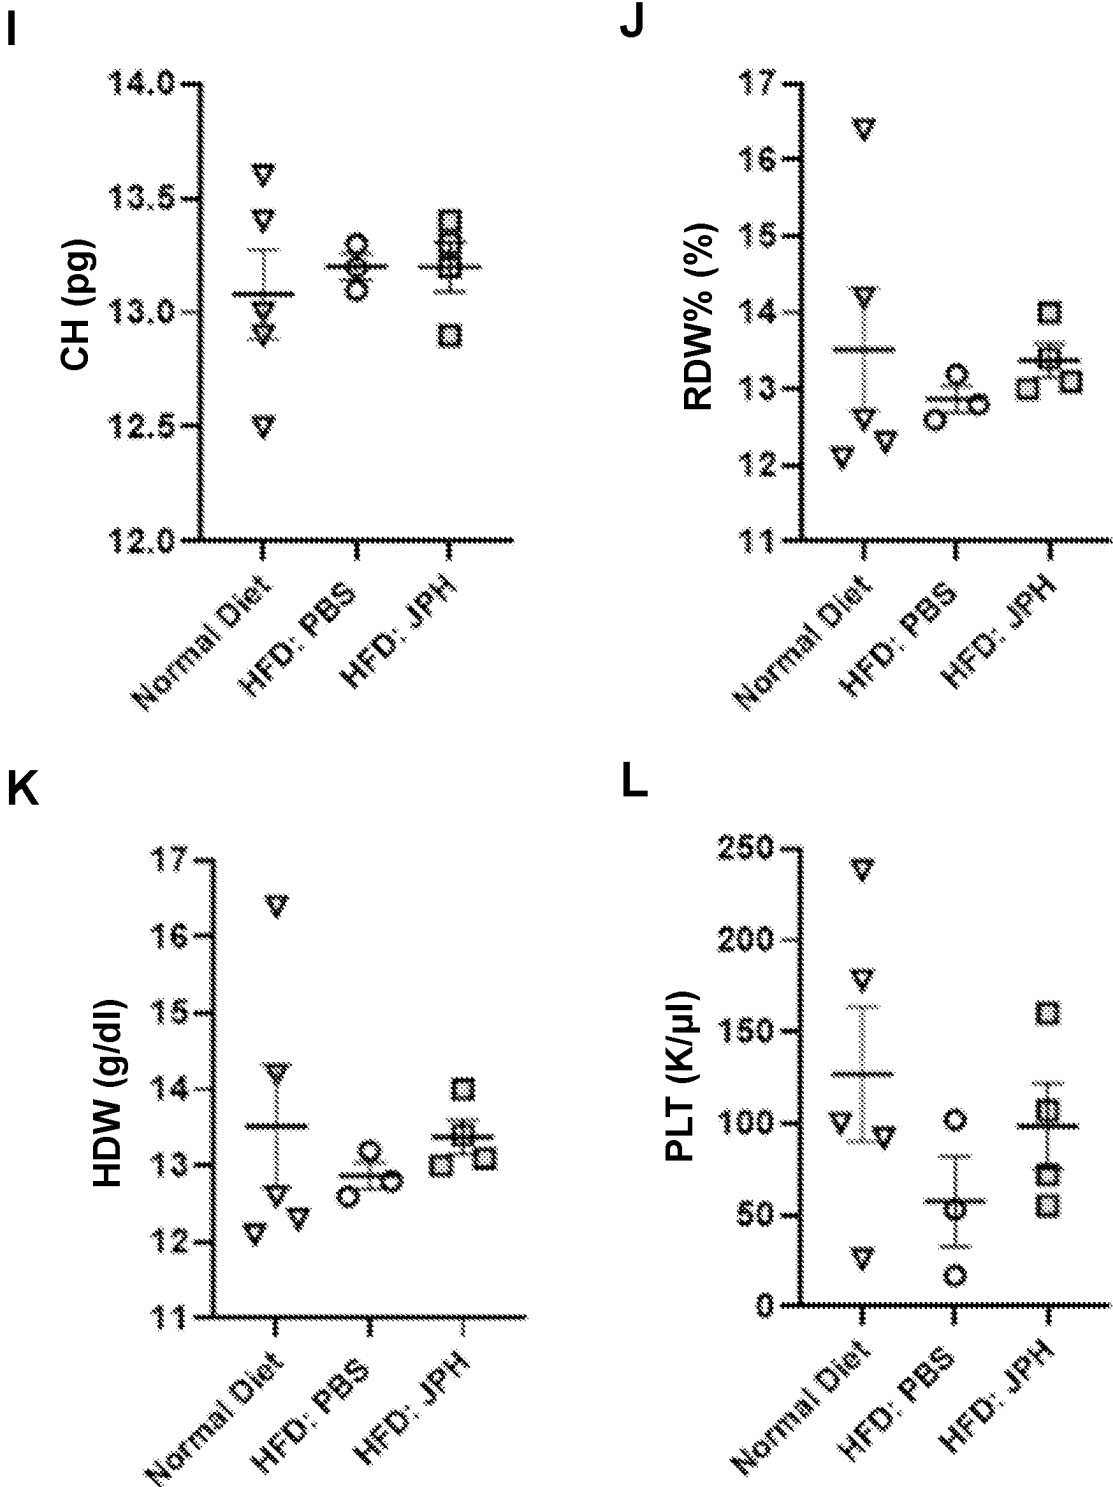 I
CH (pg)
14.0
13.5
13.0
12.5
12.0
Normal Diet
HFD: PBS
HFD: JPH
J
RDW% (%)
17
16
15
14
13
12
11
Normal Diet
HFD: PBS
HFD: JPH
K
HDW (g/dl)
17
16
15
14
13
12
11
Normal Diet
HFD: PBS
HFD: JPH
L
PLT (K/µl)
250
200
150
100
50
0
Normal Diet
HFD: PBS
HFD: JPH